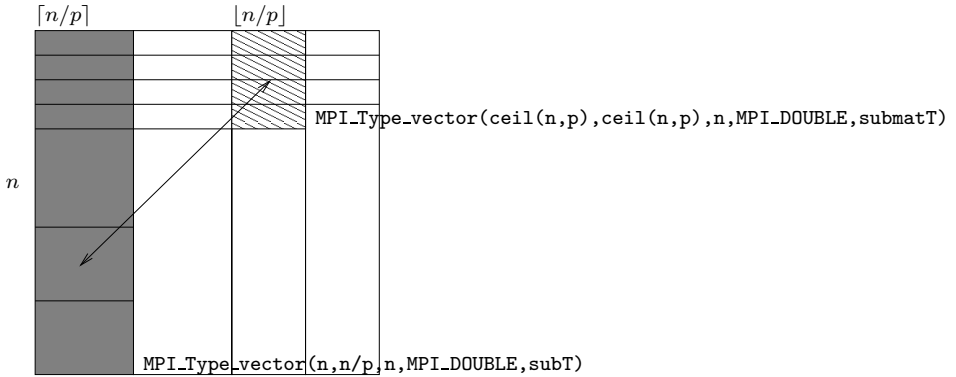 ⌈n/p⌉ ⌊n/p⌋
MPI_Type_vector(ceil(n,p),ceil(n,p),n,MPI_DOUBLE,submatT)
n
MPI_Type_vector(n,n/p,n,MPI_DOUBLE,subT)